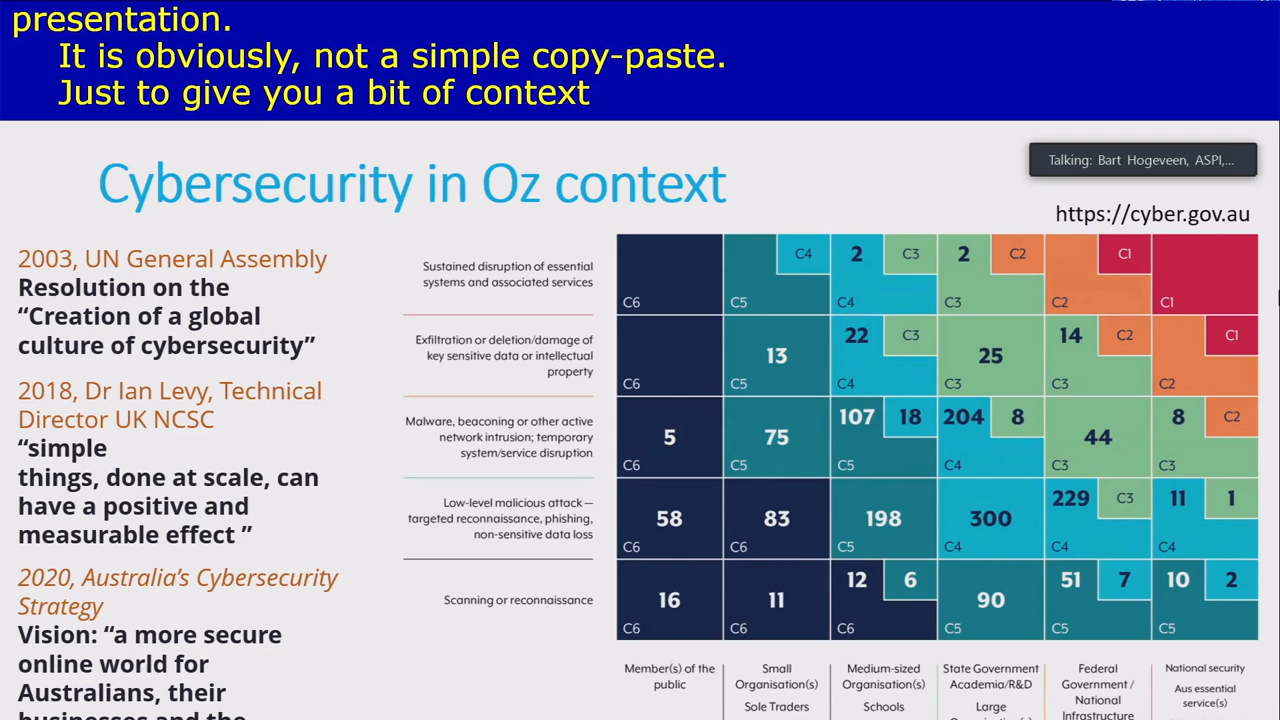 presentation.
It is obviously, not a simple copy-paste.
Just to give you a bit of context
Talking: Bart Hogeveen, ASPI,...
Cybersecurity in Oz context
https://cyber.gov.au
2003, UN General Assembly
Resolution on the
“Creation of a global
culture of cybersecurity”
2018, Dr Ian Levy, Technical
Director UK NCSC
“simple
things, done at scale, can
have a positive and
measurable effect ”
2020, Australia’s Cybersecurity
Strategy
Vision: “a more secure
online world for
Australians, their
businesses and the
Sustained disruption of essential
systems and associated services
C6
C5
C4
2
C3
C4
2
C2
C3
C1
C2
C1
Exfiltration or deletion/damage of
key sensitive data or intellectual
property
C6
13
C5
22
C3
C4
25
C3
14
C2
C3
C1
C2
Malware, beaconing or other active
network intrusion; temporary
system/service disruption
5
C6
75
C5
107
18
C5
204
8
C4
44
C3
8
C2
C3
Low-level malicious attack—
targeted reconnaissance, phishing,
non-sensitive data loss
58
C6
83
C6
198
C5
300
C4
229
C3
C4
11
1
C4
Scanning or reconnaissance
16
C6
11
C6
12
6
C6
90
C5
51
7
C5
10
2
C5
Member(s) of the
public
Small
Organisation(s)
Sole Traders
Medium-sized
Organisation(s)
Schools
State Government
Academia/R&D
Large
Federal
Government /
National
Infrastructure
National security
Aus essential
service(s)